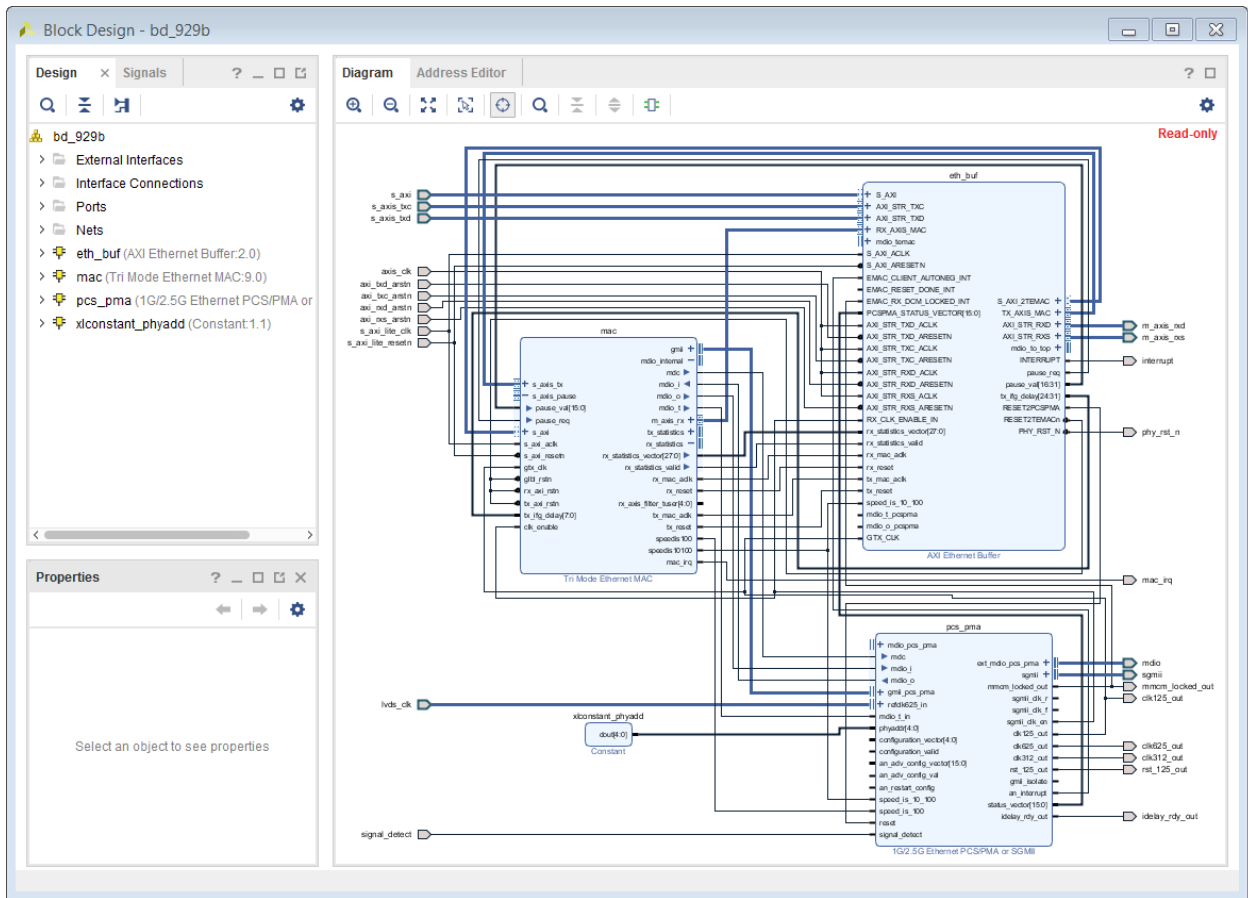 Block Design - bd_929b
Design × Signals
bd_929b
External Interfaces
Interface Connections
Ports
Nets
eth_buf (AXI Ethernet Buffer:2.0)
mac (Tri Mode Ethernet MAC:9.0)
pcs_pma (1G/2.5G Ethernet PCS/PMA or
xlconstant_phyadd (Constant:1.1)
Properties
Select an object to see properties
Diagram Address Editor
Read-only
s_axi
s_axis_txc
s_axis_txd
axis_clk
axi_txd_arstn
axi_txc_arstn
axi_rxd_arstn
axi_rxs_arstn
s_axi_lite_clk
s_axi_lite_resetn
lvds_clk
signal_detect
mac
s_axis_tx
s_axis_pause
pause_val[15:0]
pause_req
s_axi
s_axi_aclk
s_axi_resetn
gtx_clk
glbl_rstn
rx_axi_rstn
tx_axi_rstn
tx_ifg_delay[7:0]
clk_enable
gmii
mdio_internal
mdc
mdio_i
mdio_o
mdio_t
m_axis_rx
tx_statistics
rx_statistics
rx_statistics_vector[27:0]
rx_statistics_valid
rx_mac_aclk
rx_reset
rx_axis_filter_tuser[4:0]
tx_mac_aclk
tx_reset
speedis100
speedis10100
mac_irq
Tri Mode Ethernet MAC
xlconstant_phyadd
dout[4:0]
Constant
eth_buf
S_AXI
AXI_STR_TXC
AXI_STR_TXD
RX_AXIS_MAC
mdio_temac
S_AXI_ACLK
S_AXI_ARESETN
EMAC_CLIENT_AUTONEG_INT
EMAC_RESET_DONE_INT
EMAC_RX_DCM_LOCKED_INT
PCSPMA_STATUS_VECTOR[15:0]
AXI_STR_TXD_ACLK
AXI_STR_TXD_ARESETN
AXI_STR_TXC_ACLK
AXI_STR_TXC_ARESETN
AXI_STR_RXD_ACLK
AXI_STR_RXD_ARESETN
AXI_STR_RXS_ACLK
AXI_STR_RXS_ARESETN
RX_CLK_ENABLE_IN
rx_statistics_vector[27:0]
rx_statistics_valid
rx_mac_aclk
rx_reset
tx_mac_aclk
tx_reset
speed_is_10_100
mdio_t_pcspma
mdio_o_pcspma
GTX_CLK
S_AXI_2TEMAC
TX_AXIS_MAC
AXI_STR_RXD
AXI_STR_RXS
mdio_to_top
INTERRUPT
pause_req
pause_val[16:31]
tx_ifg_delay[24:31]
RESET2PCSPMA
RESET2TEMACn
PHY_RST_N
AXI Ethernet Buffer
pcs_pma
mdio_pcs_pma
mdc
mdio_i
mdio_o
gmii_pcs_pma
refclk625_in
mdio_t_in
phyaddr[4:0]
configuration_vector[4:0]
configuration_valid
an_adv_config_vector[15:0]
an_adv_config_val
an_restart_config
speed_is_10_100
speed_is_100
reset
signal_detect
ext_mdio_pcs_pma
sgmii
mmcm_locked_out
sgmii_clk_r
sgmii_clk_f
sgmii_clk_en
clk125_out
clk625_out
clk312_out
rst_125_out
gmii_isolate
an_interrupt
status_vector[15:0]
idelay_rdy_out
1G/2.5G Ethernet PCS/PMA or SGMII
m_axis_rxd
m_axis_rxs
interrupt
phy_rst_n
mac_irq
mdio
sgmii
mmcm_locked_out
clk125_out
clk625_out
clk312_out
rst_125_out
idelay_rdy_out